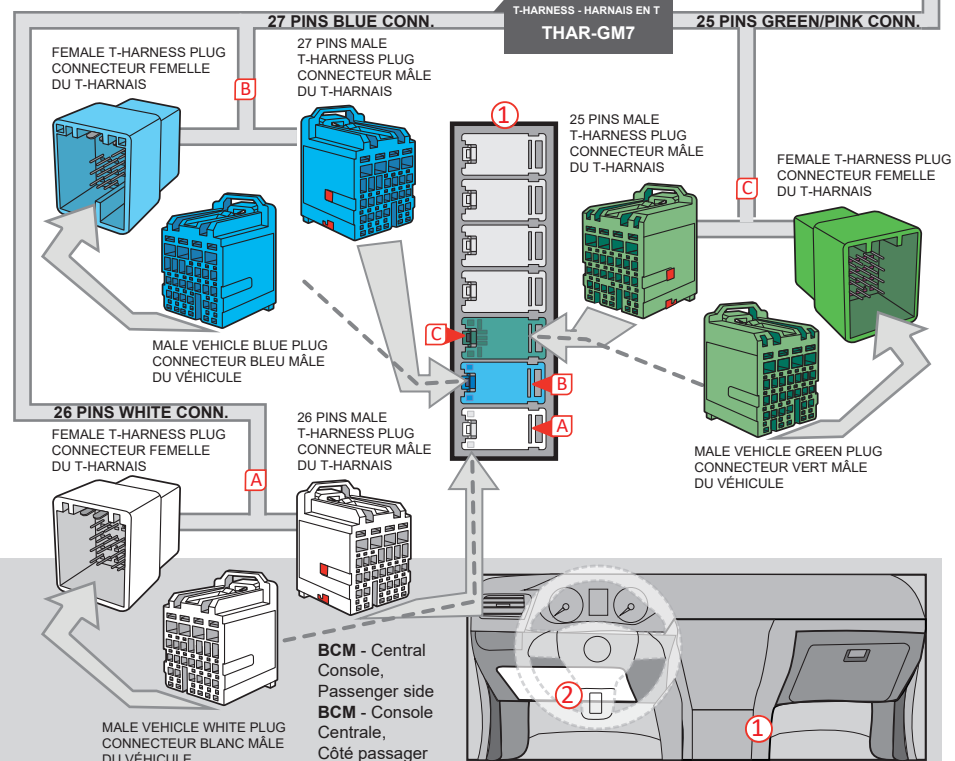 T-HARNESS - HARNAIS EN T
THAR-GM7
27 PINS BLUE CONN.
25 PINS GREEN/PINK CONN.
FEMALE T-HARNESS PLUG
CONNECTEUR FEMELLE
DU T-HARNAIS
B
27 PINS MALE
T-HARNESS PLUG
CONNECTEUR MÂLE
DU T-HARNAIS
1
25 PINS MALE
T-HARNESS PLUG
CONNECTEUR MÂLE
DU T-HARNAIS
C
FEMALE T-HARNESS PLUG
CONNECTEUR FEMELLE
DU T-HARNAIS
MALE VEHICLE BLUE PLUG
CONNECTEUR BLEU MÂLE
DU VÉHICULE
C
B
A
MALE VEHICLE GREEN PLUG
CONNECTEUR VERT MÂLE
DU VÉHICULE
26 PINS WHITE CONN.
FEMALE T-HARNESS PLUG
CONNECTEUR FEMELLE
DU T-HARNAIS
A
26 PINS MALE
T-HARNESS PLUG
CONNECTEUR MÂLE
DU T-HARNAIS
MALE VEHICLE WHITE PLUG
CONNECTEUR BLANC MÂLE
DU VÉHICULE
BCM - Central
Console,
Passenger side
BCM - Console
Centrale,
Côté passager
2
1